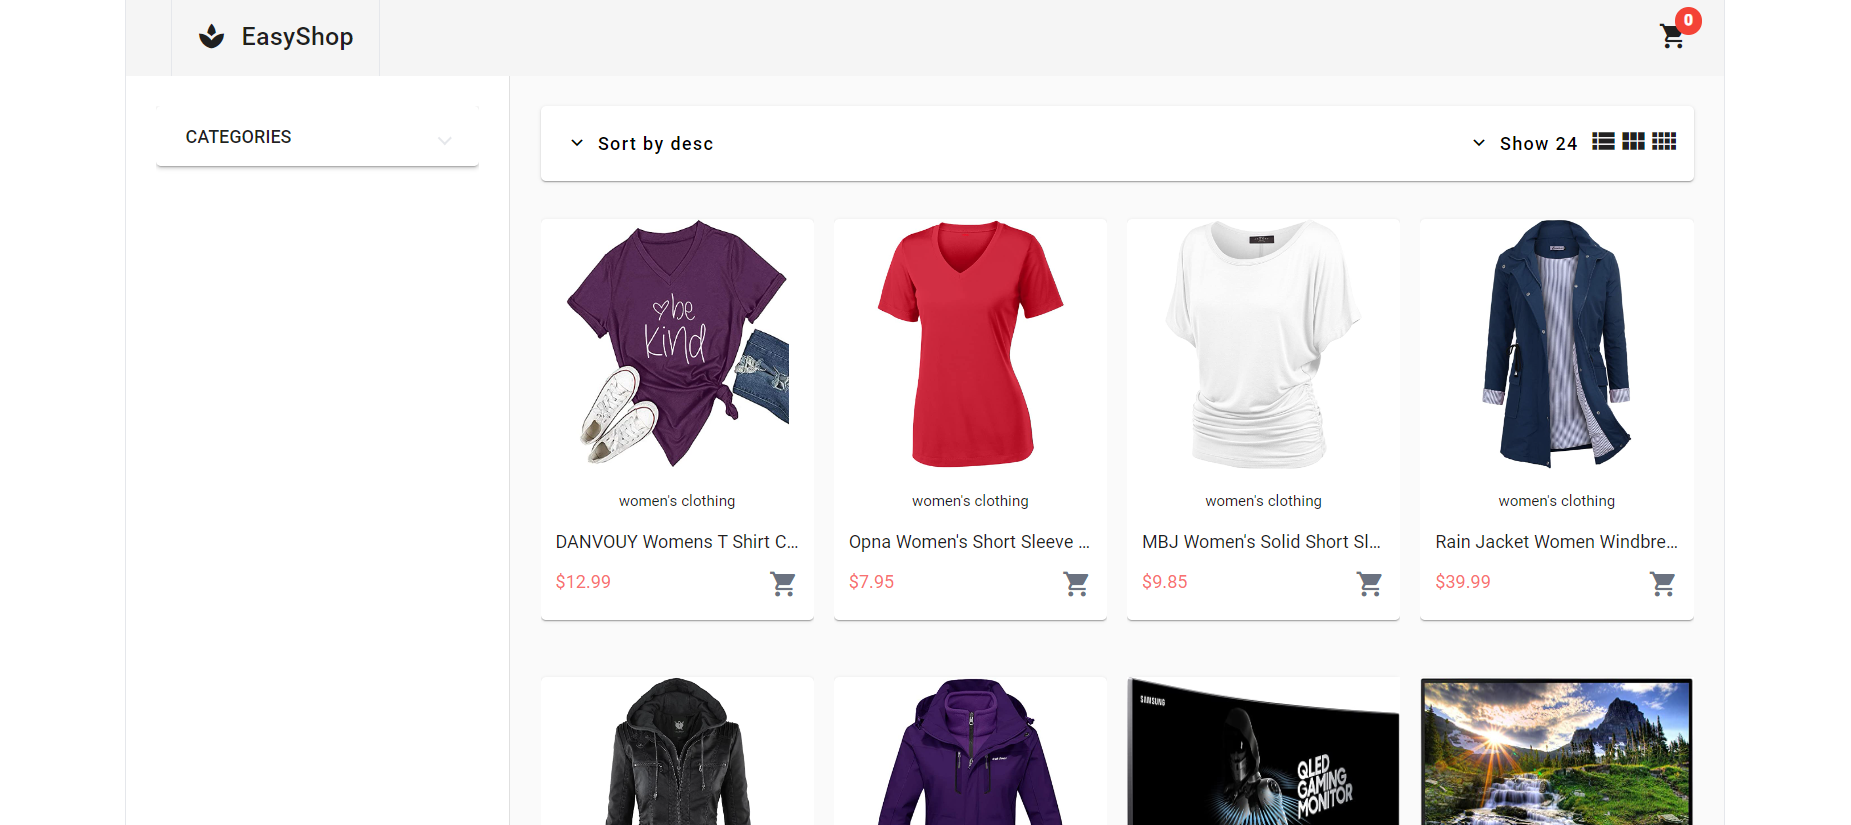 EasyShop
0
CATEGORIES
Sort by desc
Show 24
be
kind
women's clothing
DANVOUY Womens T Shirt C...
$12.99
women's clothing
Opna Women's Short Sleeve ...
$7.95
women's clothing
MBJ Women's Solid Short Sl...
$9.85
women's clothing
Rain Jacket Women Windbre...
$39.99
SAMSUNG
QLED
GAMING
MONITOR